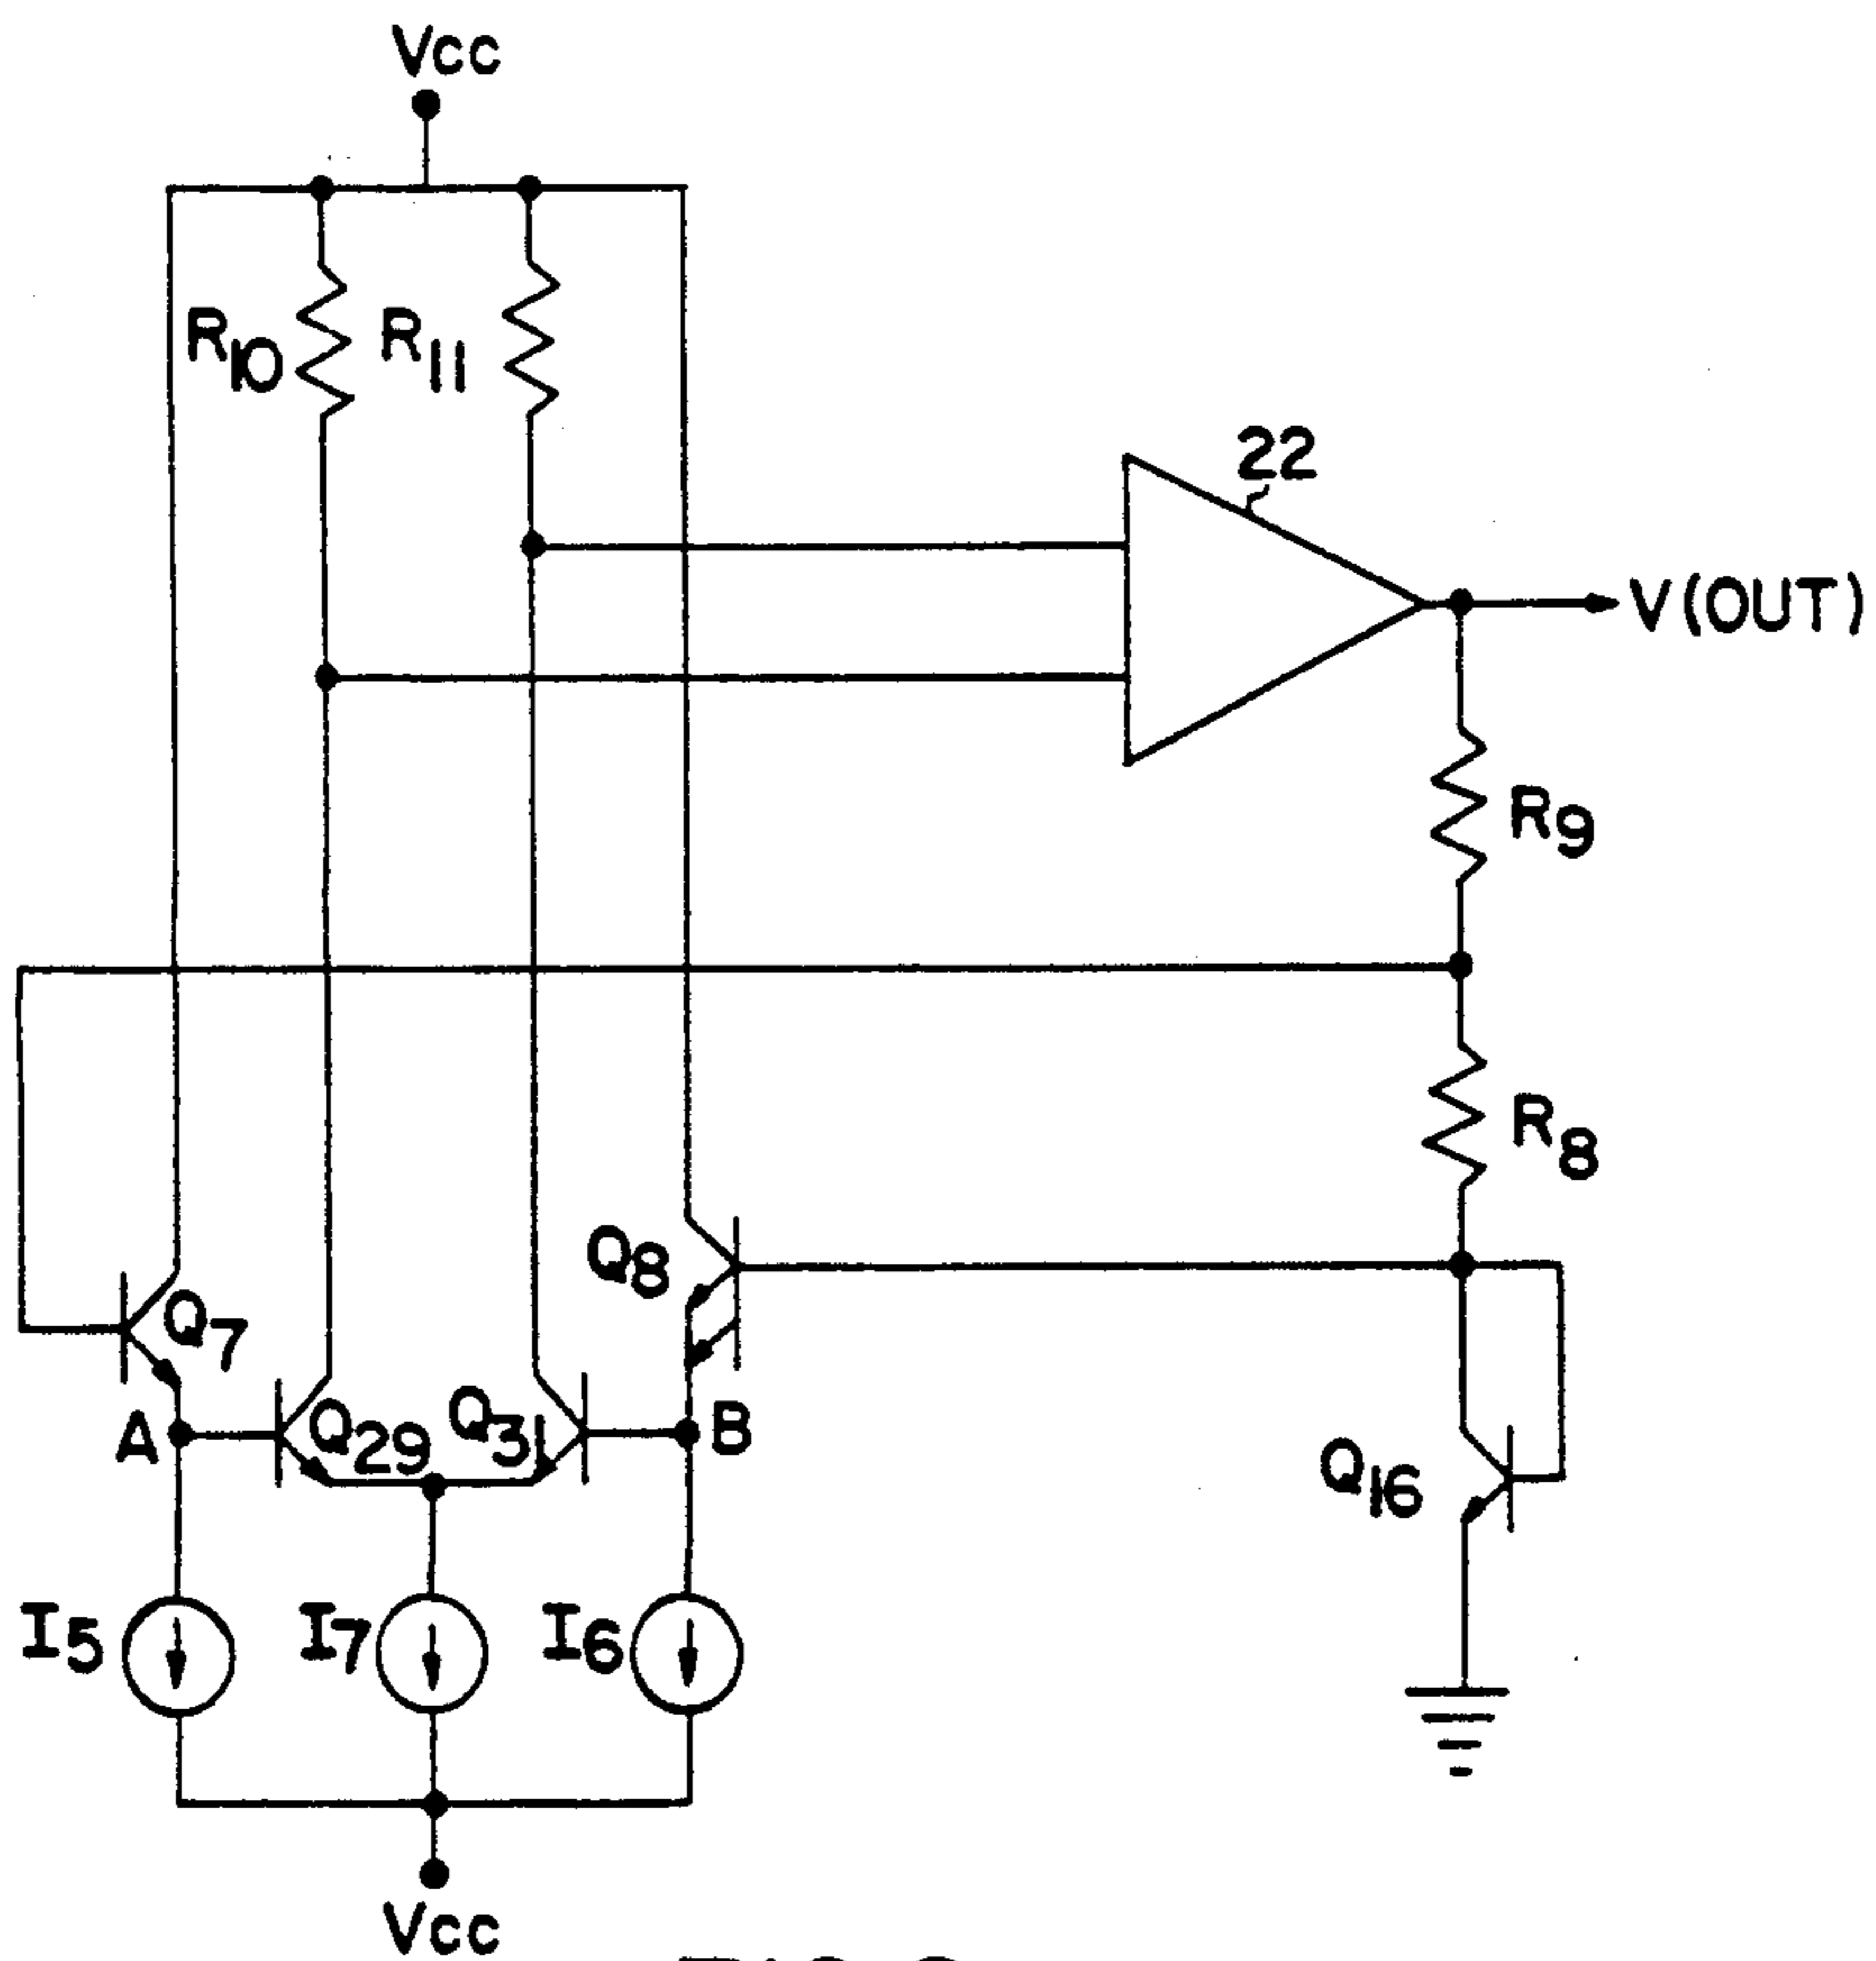 Vcc
R10
R11
22
V(OUT)
R9
R8
Q8
Q7
A
Q29
Q31
B
Q16
I5
I7
I6
Vcc